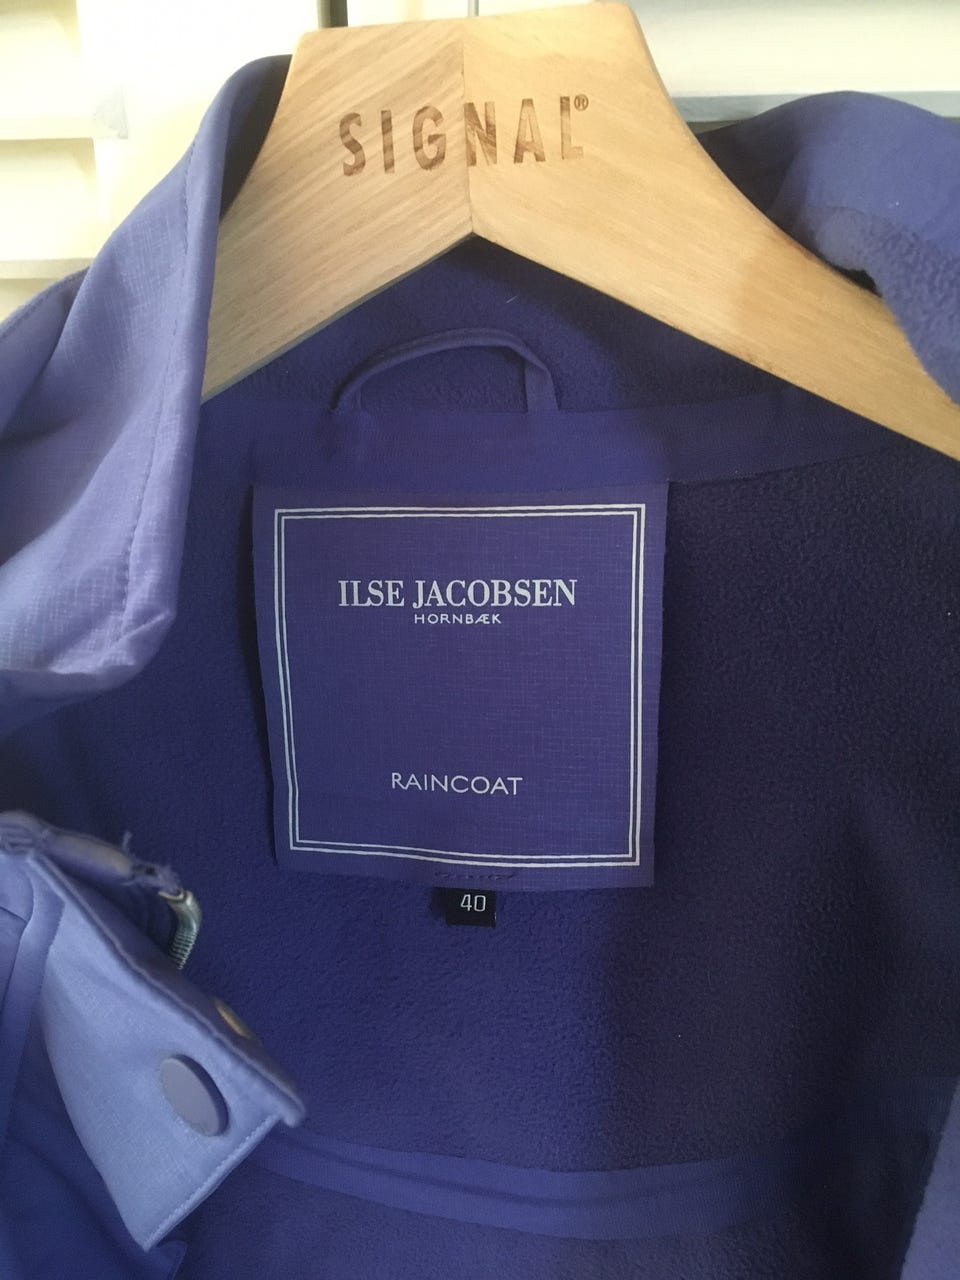 SIGNAL®
ILSE JACOBSEN
HORNBÆK
RAINCOAT
40